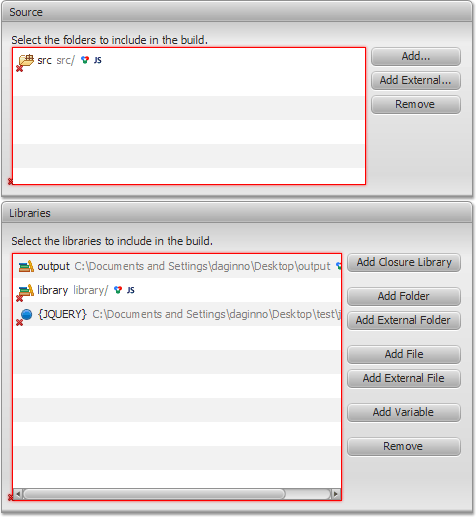 Source
Select the folders to include in the build.
src src/ JS
Add...
Add External...
Remove
Libraries
Select the libraries to include in the build.
output C:\Documents and Settings\daginno\Desktop\output
library library/ JS
{JQUERY} C:\Documents and Settings\daginno\Desktop\test\j
Add Closure Library
Add Folder
Add External Folder
Add File
Add External File
Add Variable
Remove